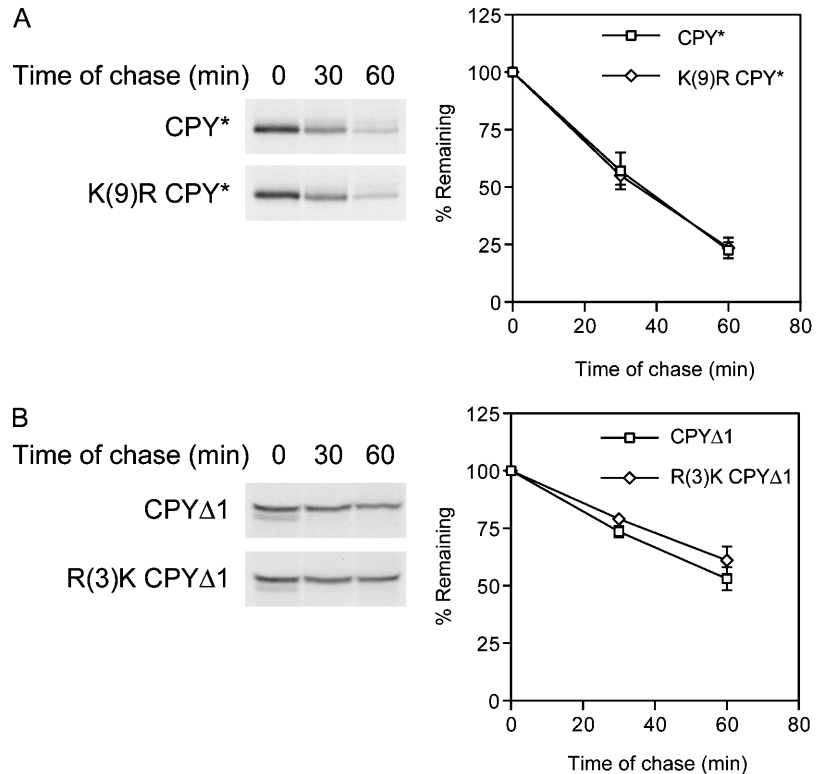 A
Time of chase (min) 0 30 60
CPY*
K(9)R CPY*
125
100
75
50
25
0
% Remaining
CPY*
K(9)R CPY*
0 20 40 60 80
Time of chase (min)
B
Time of chase (min) 0 30 60
CPYΔ1
R(3)K CPYΔ1
125
100
75
50
25
0
% Remaining
CPYΔ1
R(3)K CPYΔ1
0 20 40 60 80
Time of chase (min)